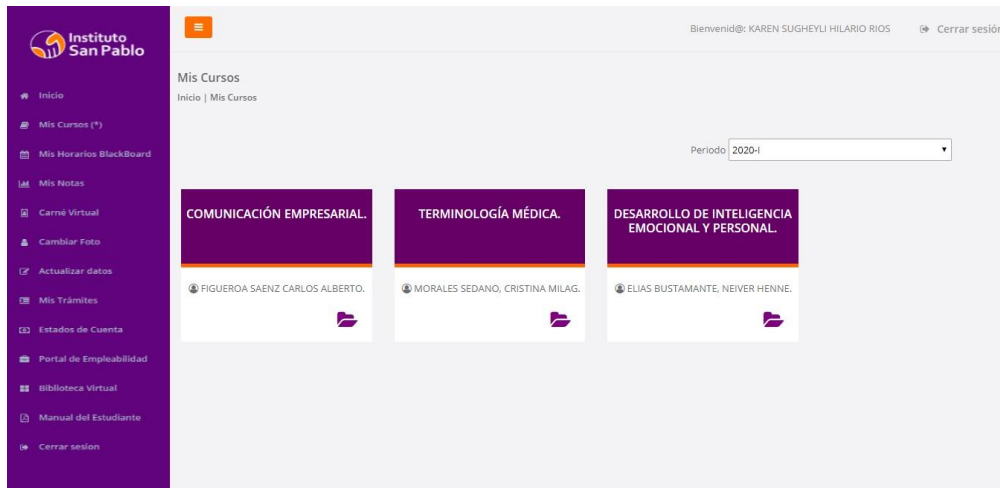 Instituto
San Pablo
Inicio
Mis Cursos (*)
Mis Horarios BlackBoard
Mis Notas
Carné Virtual
Cambiar Foto
Actualizar datos
Mis Trámites
Estados de Cuenta
Portal de Empleabilidad
Biblioteca Virtual
Manual del Estudiante
Cerrar sesion
Bienvenid@: KAREN SUGHEYLI HILARIO RIOS
Cerrar sesión
Mis Cursos
Inicio | Mis Cursos
Periodo 2020-I
COMUNICACIÓN EMPRESARIAL.
FIGUEROA SAENZ CARLOS ALBERTO.
TERMINOLOGÍA MÉDICA.
MORALES SEDANO, CRISTINA MILAG.
DESARROLLO DE INTELIGENCIA
EMOCIONAL Y PERSONAL.
ELIAS BUSTAMANTE, NEIVER HENNE.